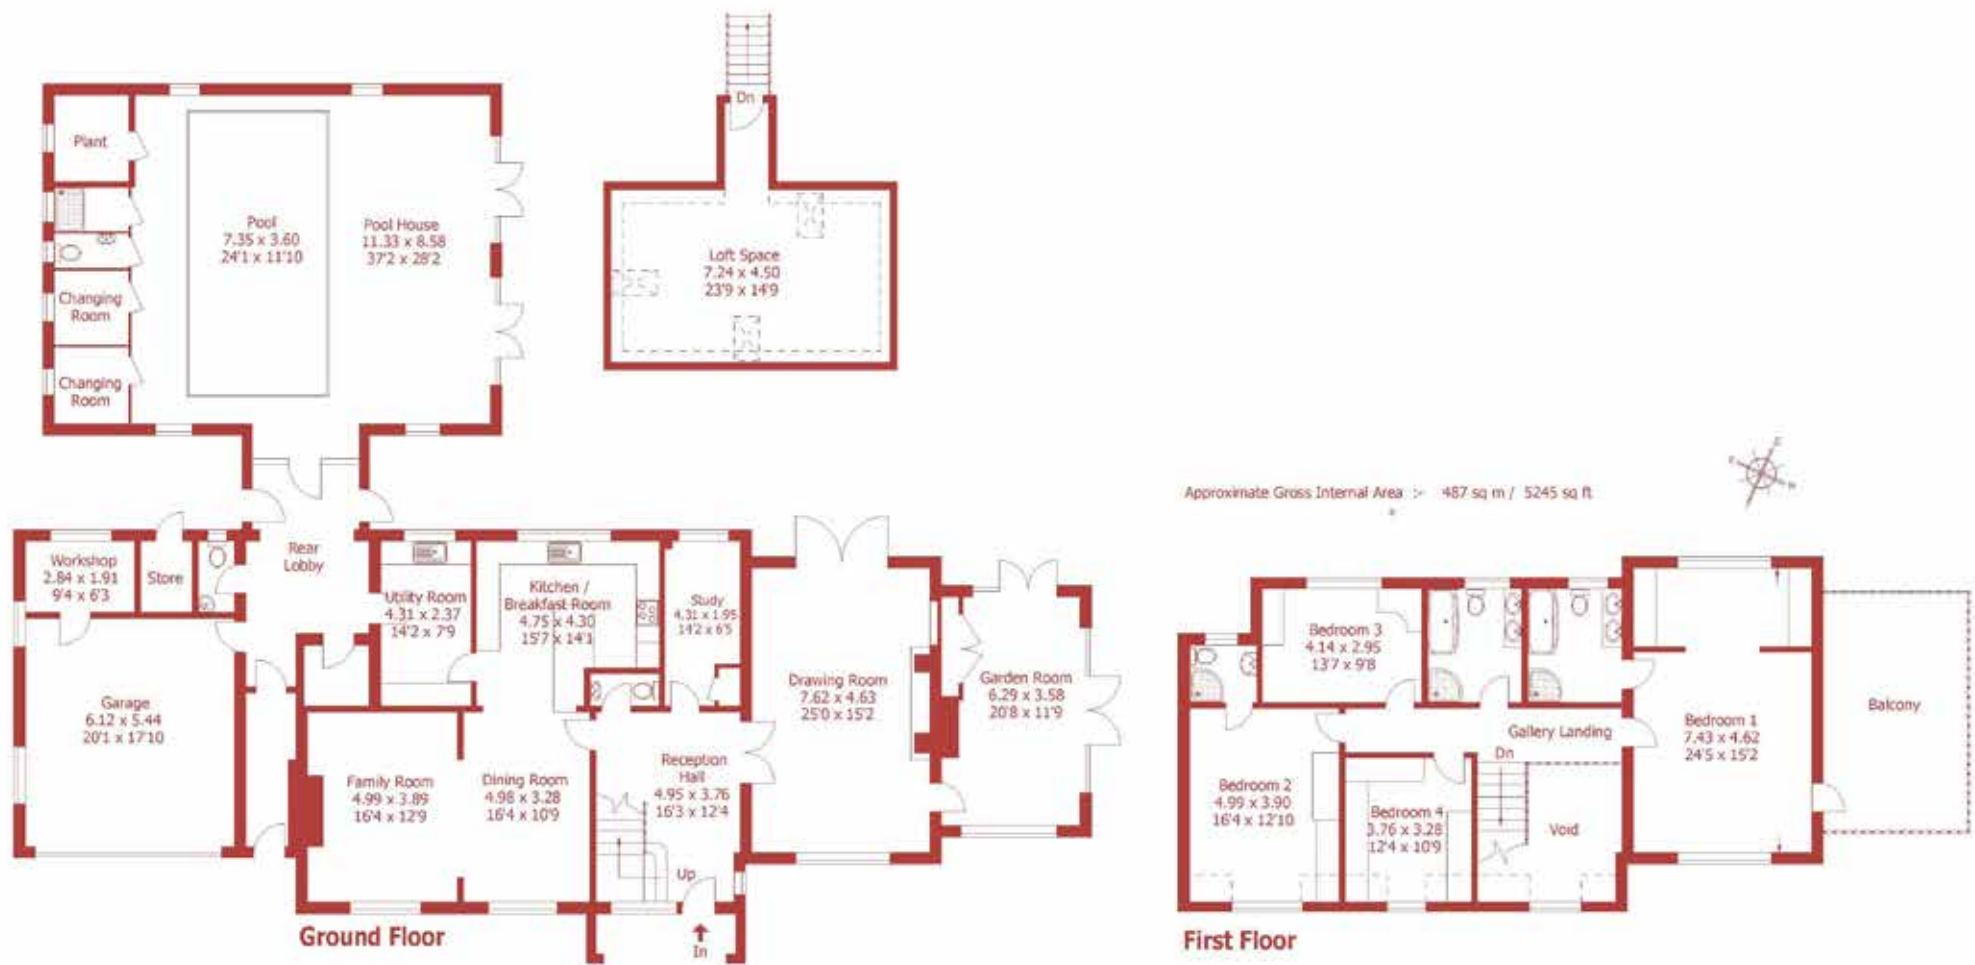 Plant
Changing
Room
Changing
Room
Pool
7.35 x 3.60
24'1 x 11'10
Pool House
11.33 x 8.58
37'2 x 28'2
Dn
Loft Space
7.24 x 4.50
23'9 x 14'9
Workshop
2.84 x 1.91
9'4 x 6'3
Store
Rear
Lobby
Utility Room
4.31 x 2.37
14'2 x 7'9
Kitchen /
Breakfast Room
4.75 x 4.30
15'7 x 14'1
Study
4.31 x 1.95
14'2 x 6'5
Garage
6.12 x 5.44
20'1 x 17'10
Family Room
4.99 x 3.89
16'4 x 12'9
Dining Room
4.98 x 3.28
16'4 x 10'9
Reception
Hall
4.95 x 3.76
16'3 x 12'4
Up
In
Drawing Room
7.62 x 4.63
25'0 x 15'2
Garden Room
6.29 x 3.58
20'8 x 11'9
Ground Floor
Approximate Gross Internal Area :- 487 sq m / 5245 sq ft
Bedroom 3
4.14 x 2.95
13'7 x 9'8
Bedroom 2
4.99 x 3.90
16'4 x 12'10
Bedroom 4
3.76 x 3.28
12'4 x 10'9
Gallery Landing
Dn
Void
Bedroom 1
7.43 x 4.62
24'5 x 15'2
Balcony
First Floor